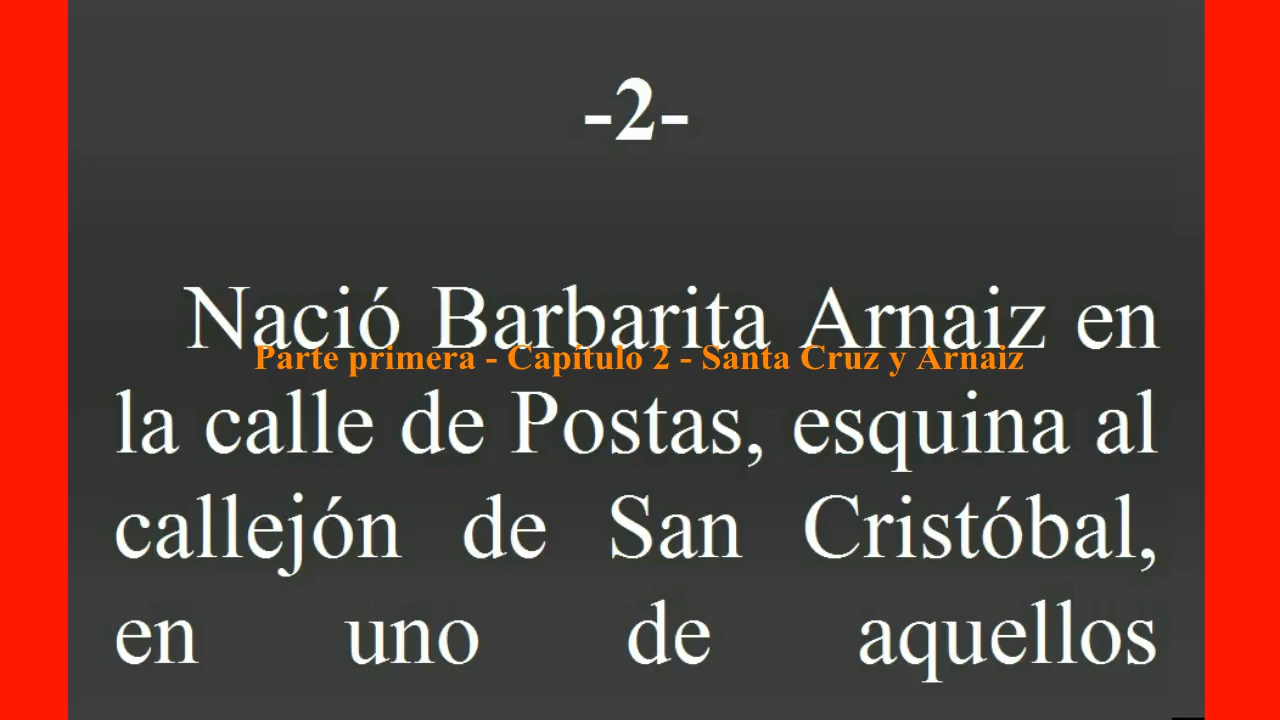 -2-
Nació Barbarita Arnaiz en
Parte primera - Capítulo 2 - Santa Cruz y Arnaiz
la calle de Postas, esquina al
callejón de San Cristóbal,
en uno de aquellos